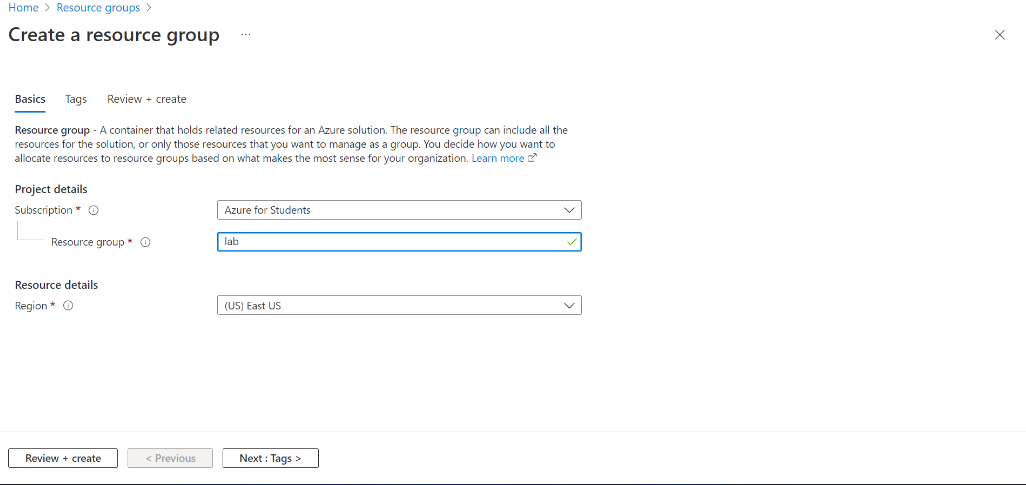 Home > Resource groups >
Create a resource group ...
Basics Tags Review + create
Resource group - A container that holds related resources for an Azure solution. The resource group can include all the
resources for the solution, or only those resources that you want to manage as a group. You decide how you want to
allocate resources to resource groups based on what makes the most sense for your organization. Learn more
Project details
Subscription * Azure for Students
Resource group * lab
Resource details
Region * (US) East US
Review + create < Previous Next : Tags >